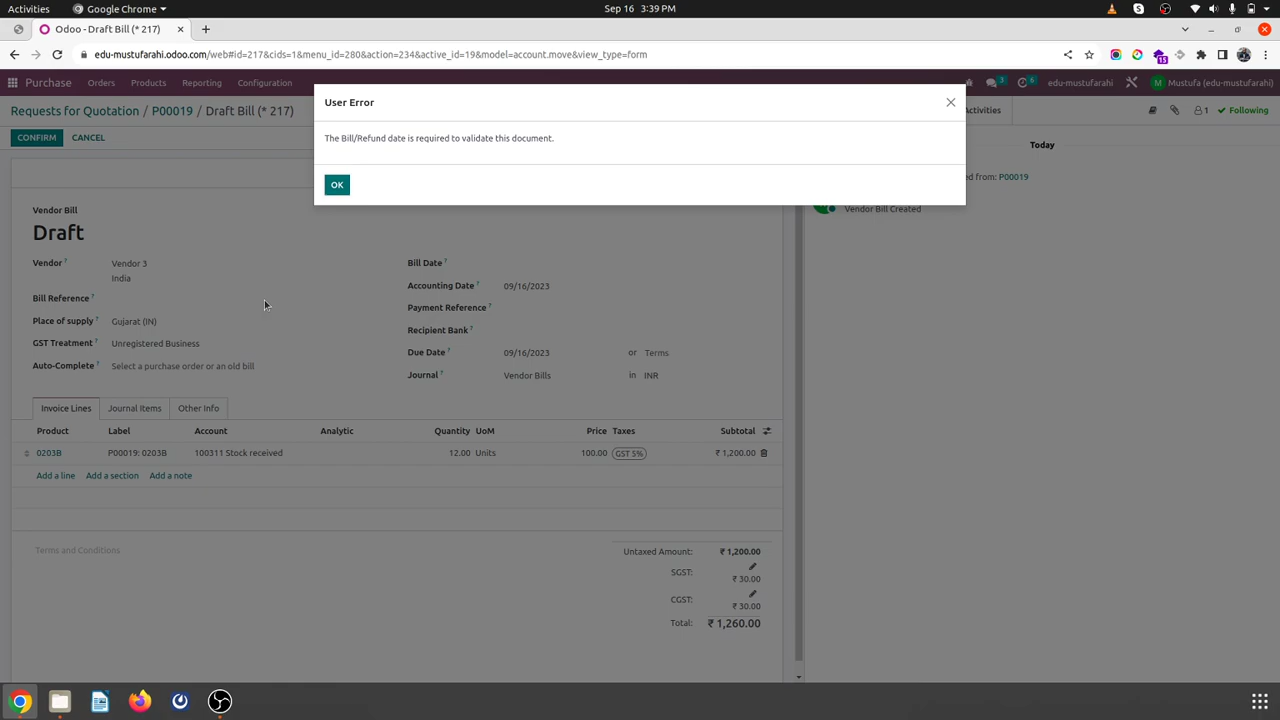 Activities
Google Chrome
Sep 16 3:39 PM
Odoo - Draft Bill (* 217)
edu-mustufarahi.odoo.com/web#id=217&cids=1&menu_id=280&action=234&active_id=19&model=account.move&view_type=form
15
Purchase Orders Products Reporting Configuration
3 6 edu-mustufarahi Mustufa (edu-mustufarahi)
Requests for Quotation / P00019 / Draft Bill (* 217)
ctivities 1 Following
CONFIRM CANCEL
User Error
The Bill/Refund date is required to validate this document.
OK
Today
ed from: P00019
Vendor Bill Created
Vendor Bill
Draft
Vendor ? Vendor 3
India
Bill Reference ?
Place of supply ? Gujarat (IN)
GST Treatment ? Unregistered Business
Auto-Complete ? Select a purchase order or an old bill
Bill Date ?
Accounting Date ? 09/16/2023
Payment Reference ?
Recipient Bank ?
Due Date ? 09/16/2023 or Terms
Journal ? Vendor Bills in INR
Invoice Lines Journal Items Other Info
Product Label Account Analytic Quantity UoM Price Taxes Subtotal
0203B P00019: 0203B 100311 Stock received 12.00 Units 100.00 GST 5% ₹ 1,200.00
Add a line Add a section Add a note
Terms and Conditions
Untaxed Amount: ₹ 1,200.00
SGST: ₹ 30.00
CGST: ₹ 30.00
Total: ₹ 1,260.00